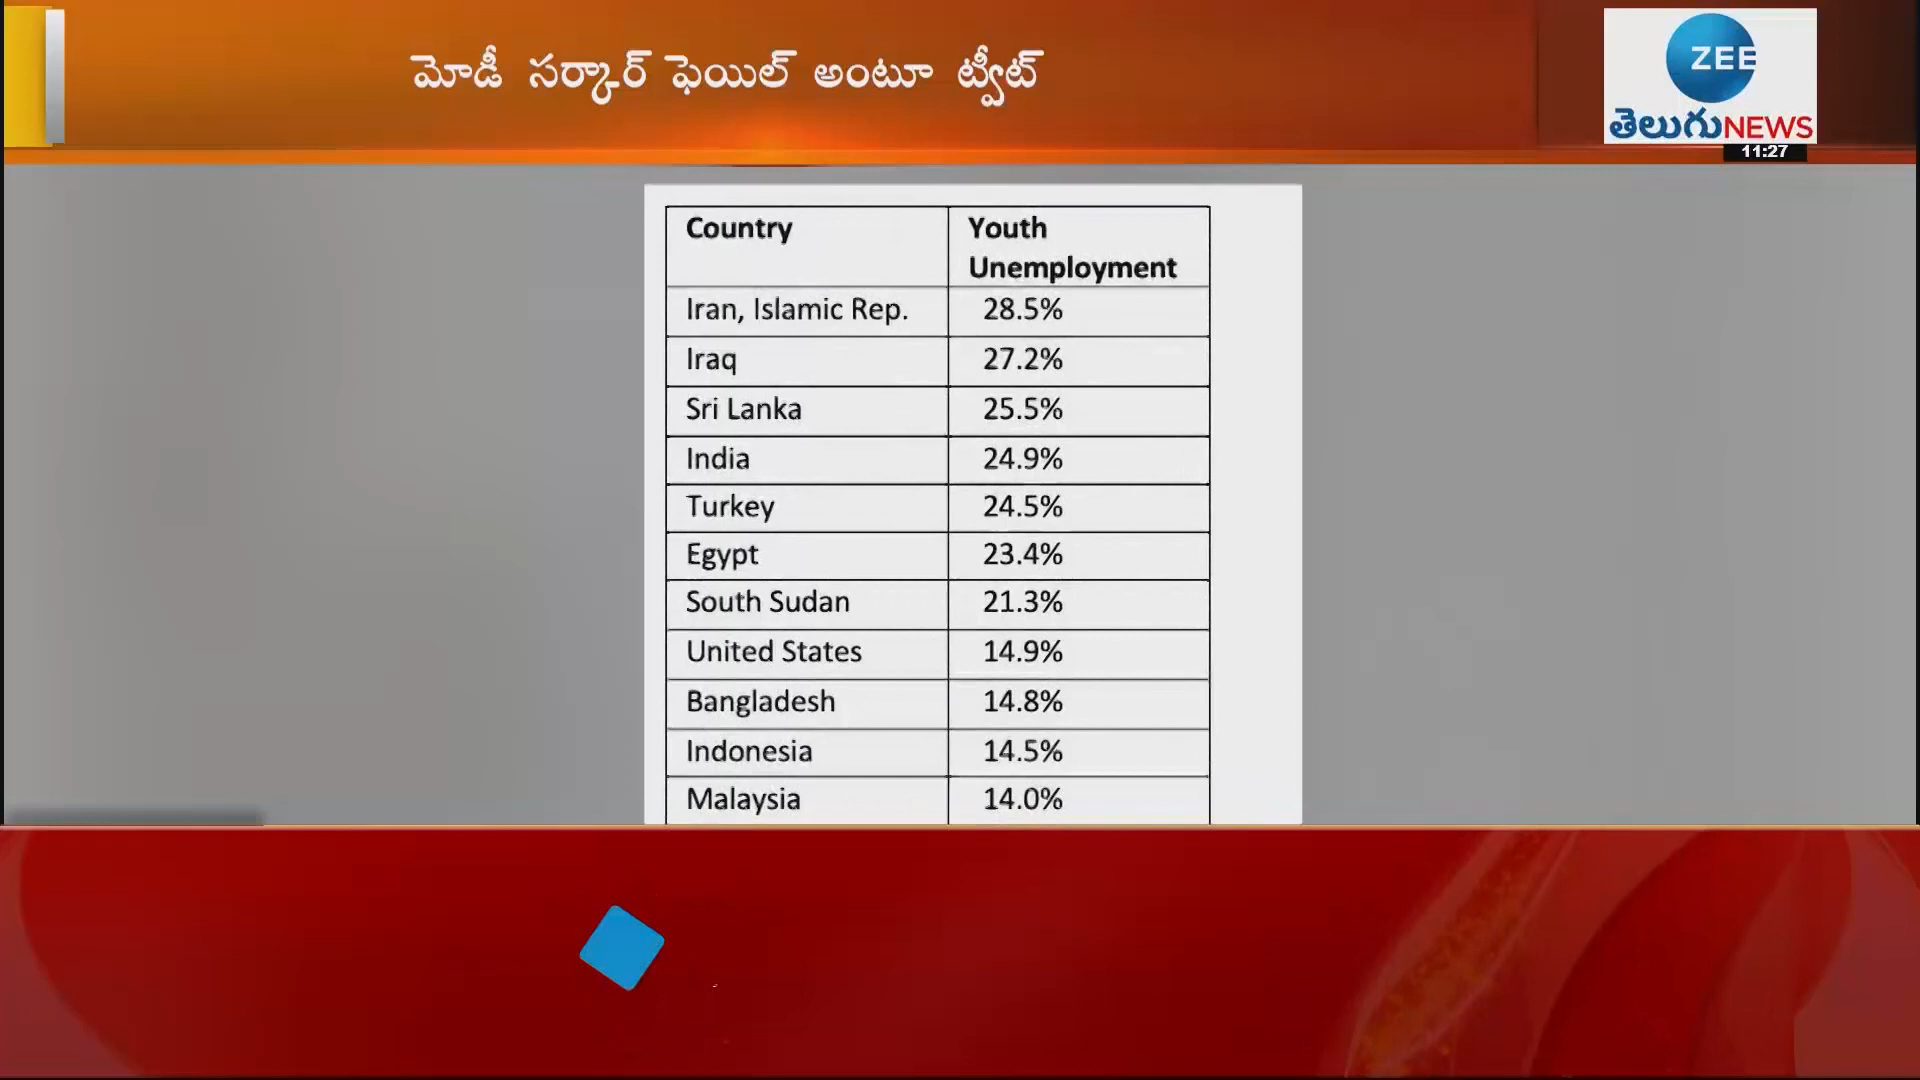 మోడీ సర్కార్ ఫెయిల్ అంటూ ట్వీట్
ZEE
తెలుగు NEWS
11:27
Country Youth Unemployment
Iran, Islamic Rep. 28.5%
Iraq 27.2%
Sri Lanka 25.5%
India 24.9%
Turkey 24.5%
Egypt 23.4%
South Sudan 21.3%
United States 14.9%
Bangladesh 14.8%
Indonesia 14.5%
Malaysia 14.0%